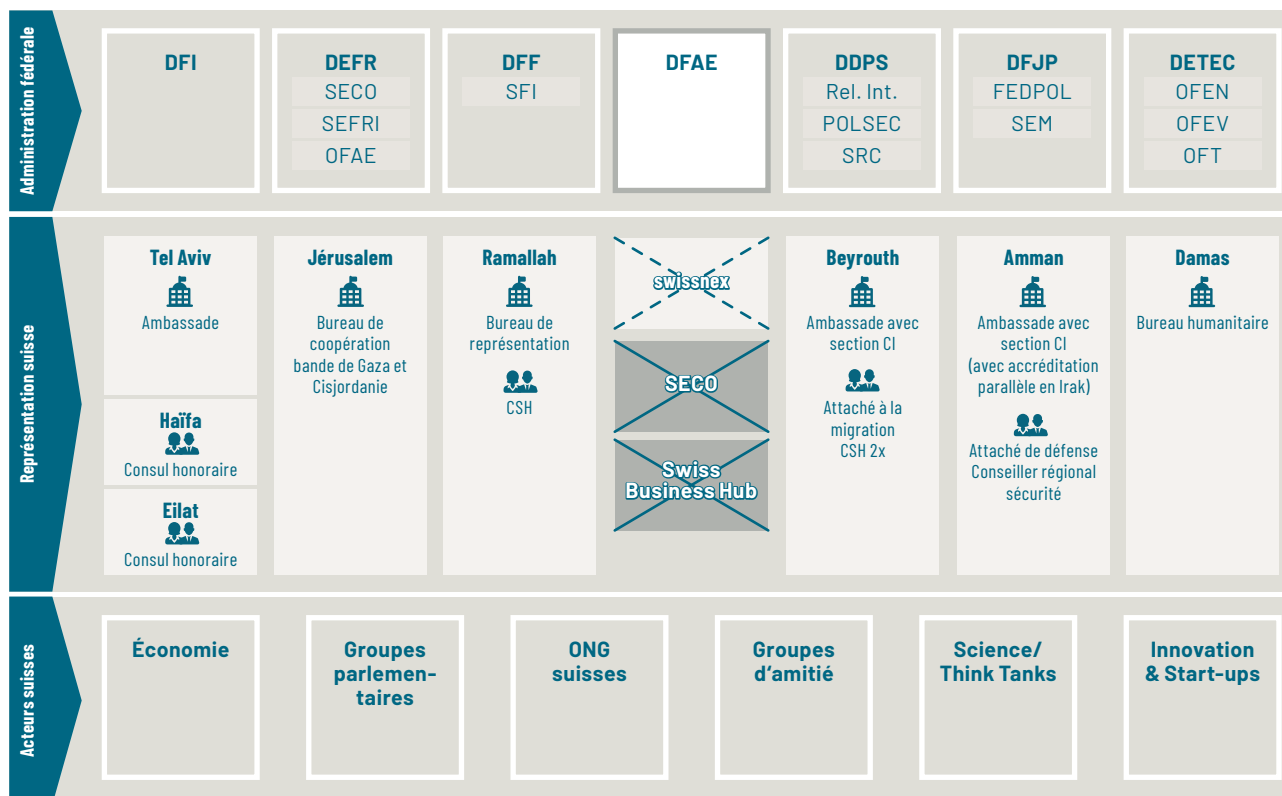 Administration fédérale
DFI
DEFR
SECO
SEFRI
OFAE
DFF
SFI
DFAE
DDPS
Rel. Int.
POLSEC
SRC
DFJP
FEDPOL
SEM
DETEC
OFEN
OFEV
OFT
Représentation suisse
Tel Aviv
Ambassade
Haïfa
Consul honoraire
Eilat
Consul honoraire
Jérusalem
Bureau de
coopération
bande de Gaza et
Cisjordanie
Ramallah
Bureau de
représentation
CSH
swissnex
SECO
Swiss
Business Hub
Beyrouth
Ambassade avec
section CI
Attaché à la
migration
CSH 2x
Amman
Ambassade avec
section CI
(avec accréditation
parallèle en Irak)
Attaché de défense
Conseiller régional
sécurité
Damas
Bureau humanitaire
Acteurs suisses
Économie
Groupes
parlemen-
taires
ONG
suisses
Groupes
d’amitié
Science/
Think Tanks
Innovation
& Start-ups